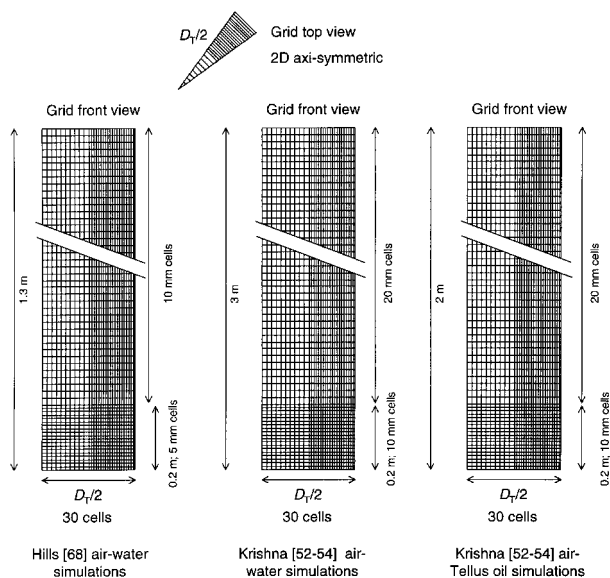 D_T/2
Grid top view
2D axi-symmetric
Grid front view
Grid front view
Grid front view
1.3 m
10 mm cells
0.2 m; 5 mm cells
3 m
20 mm cells
0.2 m; 10 mm cells
2 m
20 mm cells
0.2 m; 10 mm cells
D_T/2
30 cells
D_T/2
30 cells
D_T/2
30 cells
Hills [68] air-water
simulations
Krishna [52-54] air-
water simulations
Krishna [52-54] air-
Tellus oil simulations